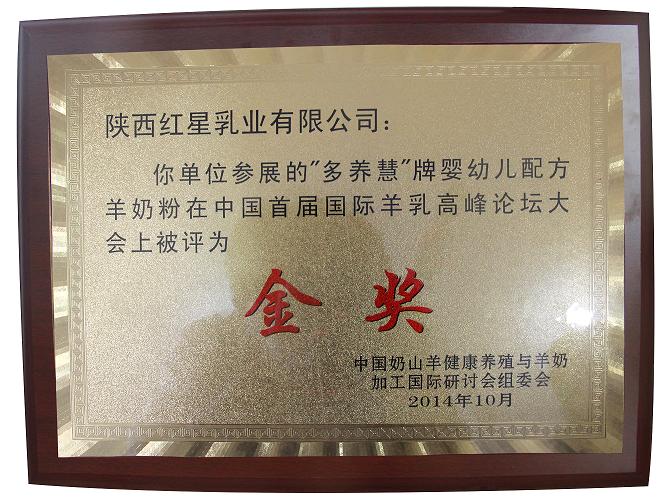 陕西红星乳业有限公司：
你单位参展的"多养慧"牌婴幼儿配方
羊奶粉在中国首届国际羊乳高峰论坛大
会上被评为
金奖
中国奶山羊健康养殖与羊奶
加工国际研讨会组委会
2014年10月